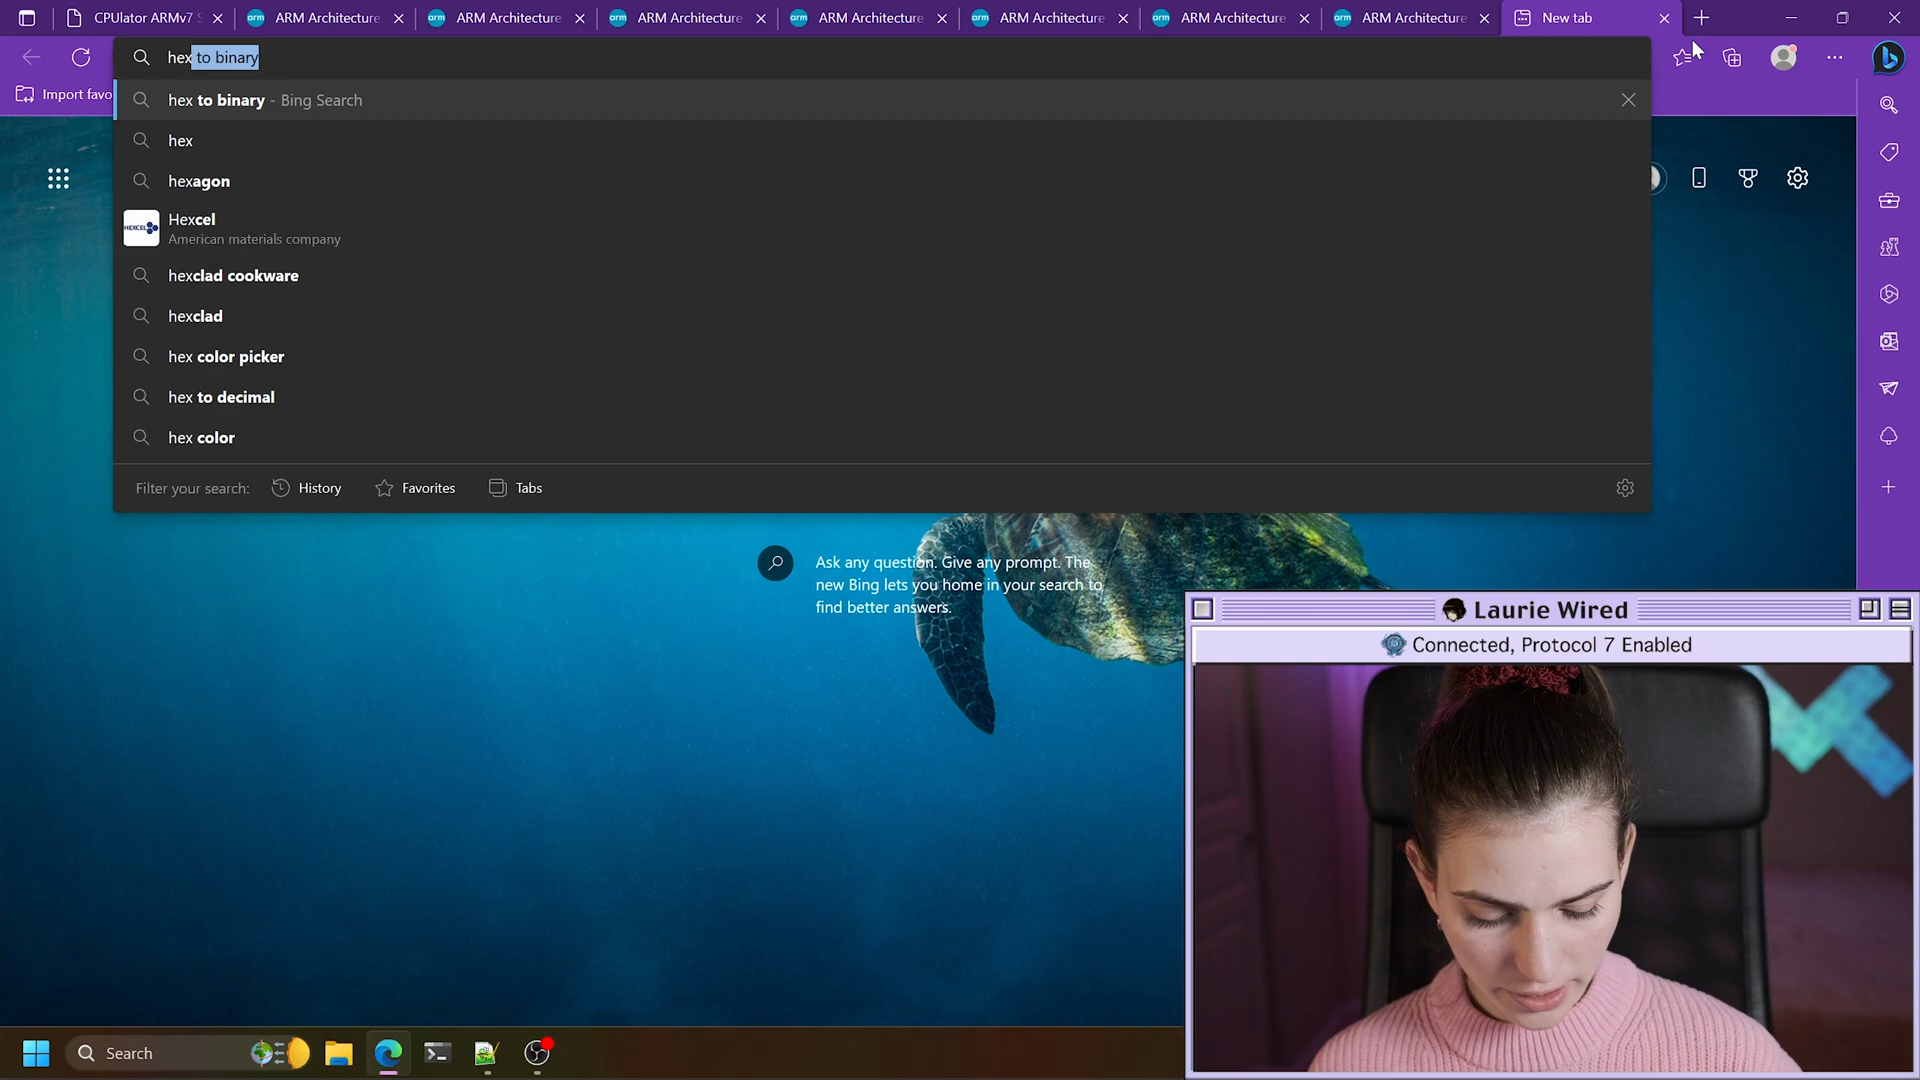 CPUlator ARMv7 S
ARM Architecture
ARM Architecture
ARM Architecture
ARM Architecture
ARM Architecture
ARM Architecture
ARM Architecture
New tab
hex to binary
Import favo
hex to binary - Bing Search
hex
hexagon
HEXCEL
Hexcel
American materials company
hexclad cookware
hexclad
hex color picker
hex to decimal
hex color
Filter your search:
History
Favorites
Tabs
Ask any question. Give any prompt. The
new Bing lets you home in your search to
find better answers.
Laurie Wired
Connected, Protocol 7 Enabled
Search